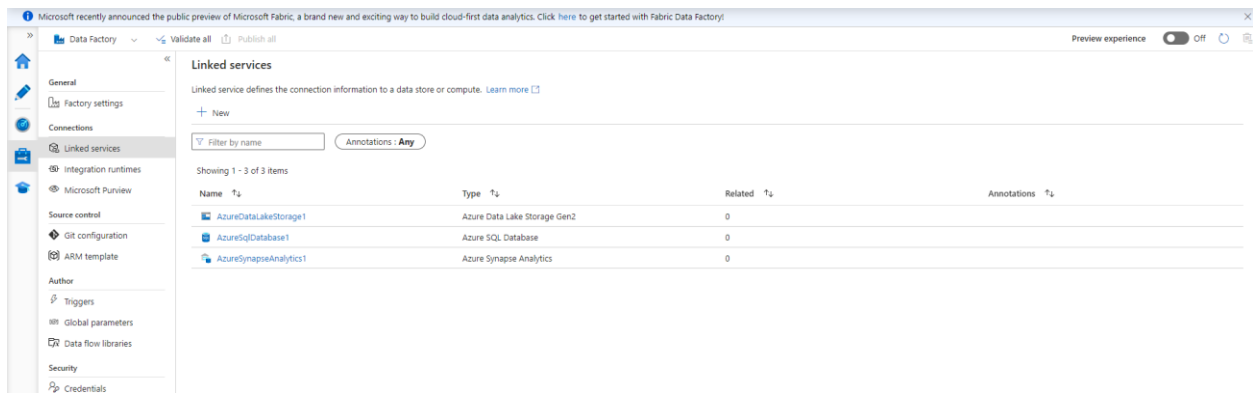 Microsoft recently announced the public preview of Microsoft Fabric, a brand new and exciting way to build cloud-first data analytics. Click here to get started with Fabric Data Factory!
Data Factory Validate all Publish all Preview experience Off
General
Factory settings
Connections
Linked services
Integration runtimes
Microsoft Purview
Source control
Git configuration
ARM template
Author
Triggers
Global parameters
Data flow libraries
Security
Credentials
Linked services
Linked service defines the connection information to a data store or compute. Learn more
New
Filter by name Annotations : Any
Showing 1 - 3 of 3 items
Name Type Related Annotations
AzureDataLakeStorage1 Azure Data Lake Storage Gen2 0
AzureSqlDatabase1 Azure SQL Database 0
AzureSynapseAnalytics1 Azure Synapse Analytics 0